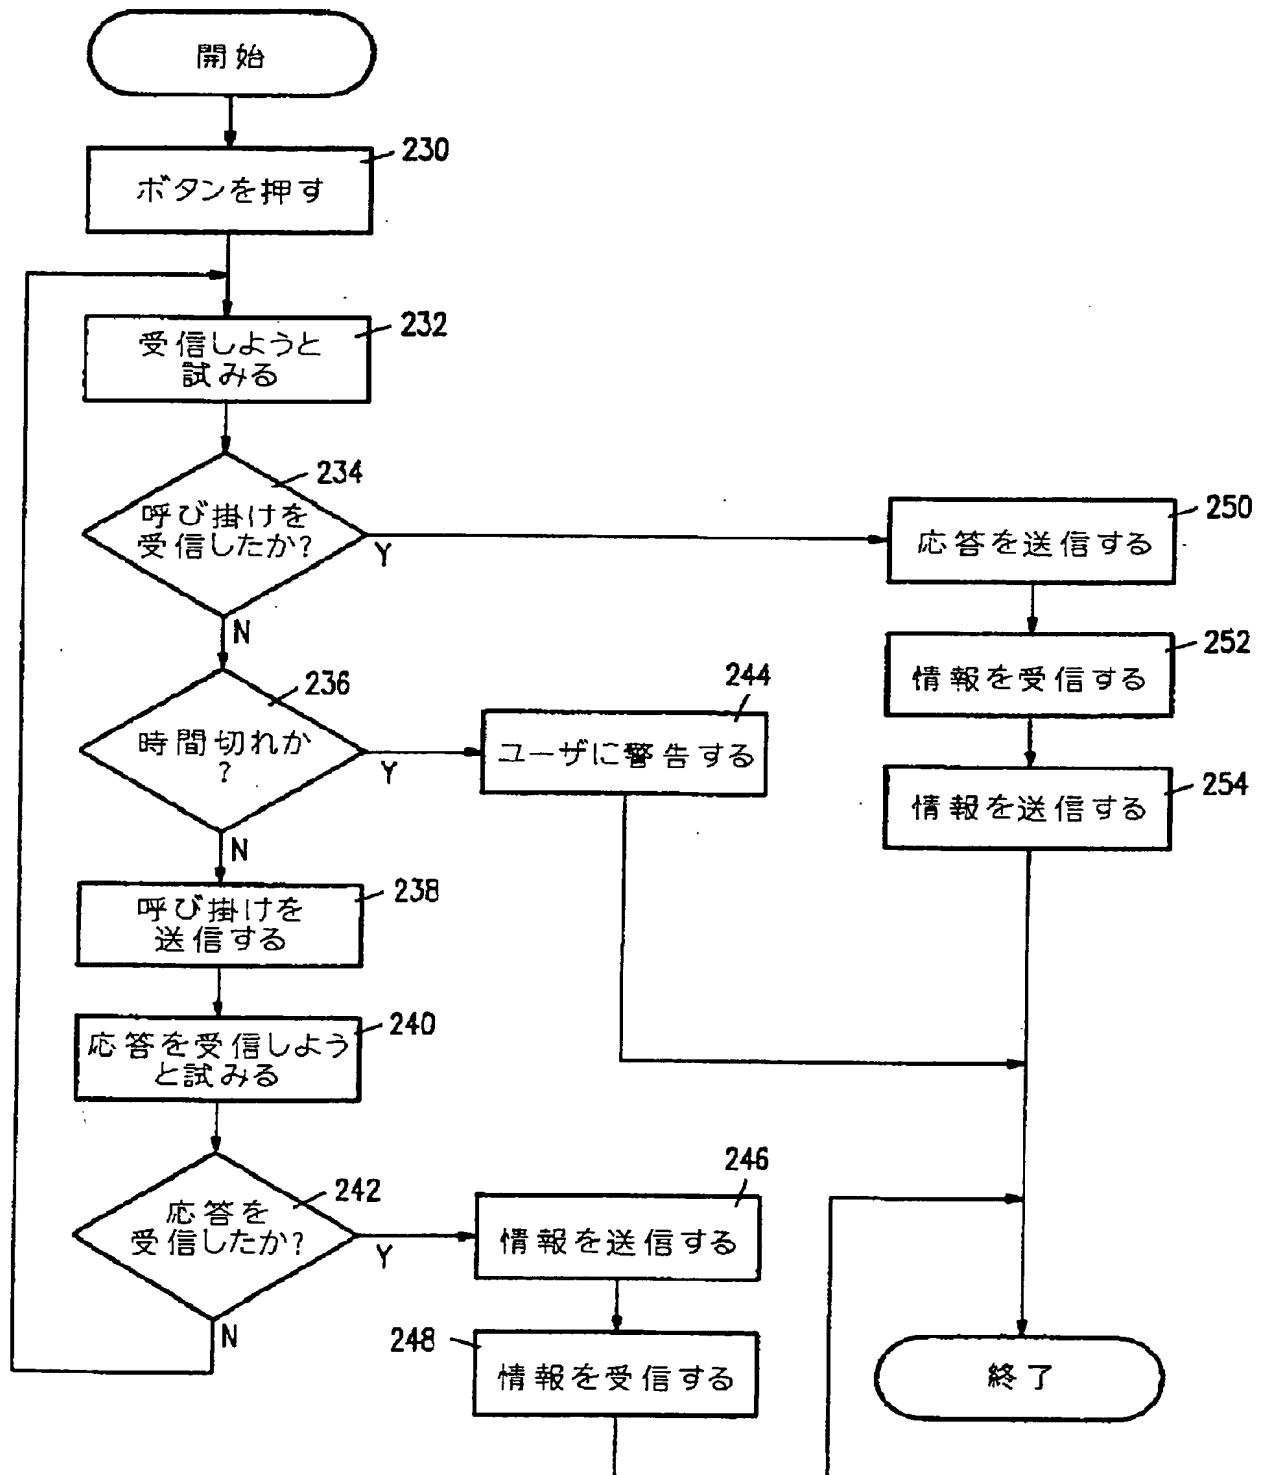 開始
230
ボタンを押す
232
受信しようと
試みる
234
呼び掛けを
受信したか?
Y
N
250
応答を送信する
252
情報を受信する
254
情報を送信する
236
時間切れか
?
Y
N
244
ユーザに警告する
238
呼び掛けを
送信する
240
応答を受信しよう
と試みる
242
応答を
受信したか?
Y
N
246
情報を送信する
248
情報を受信する
終了